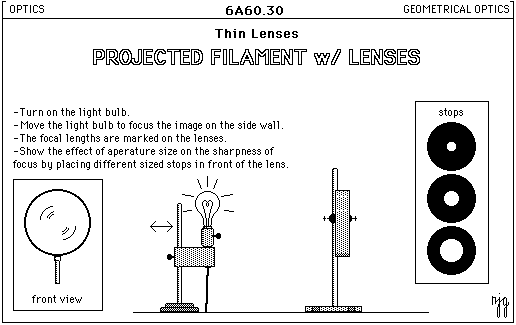 OPTICS
6A60.30
GEOMETRICAL OPTICS
Thin Lenses
PROJECTED FILAMENT w/ LENSES
-Turn on the light bulb.
-Move the light bulb to focus the image on the side wall.
-The focal lengths are marked on the lenses.
-Show the effect of aperature size on the sharpness of
focus by placing different sized stops in front of the lens.
stops
front view